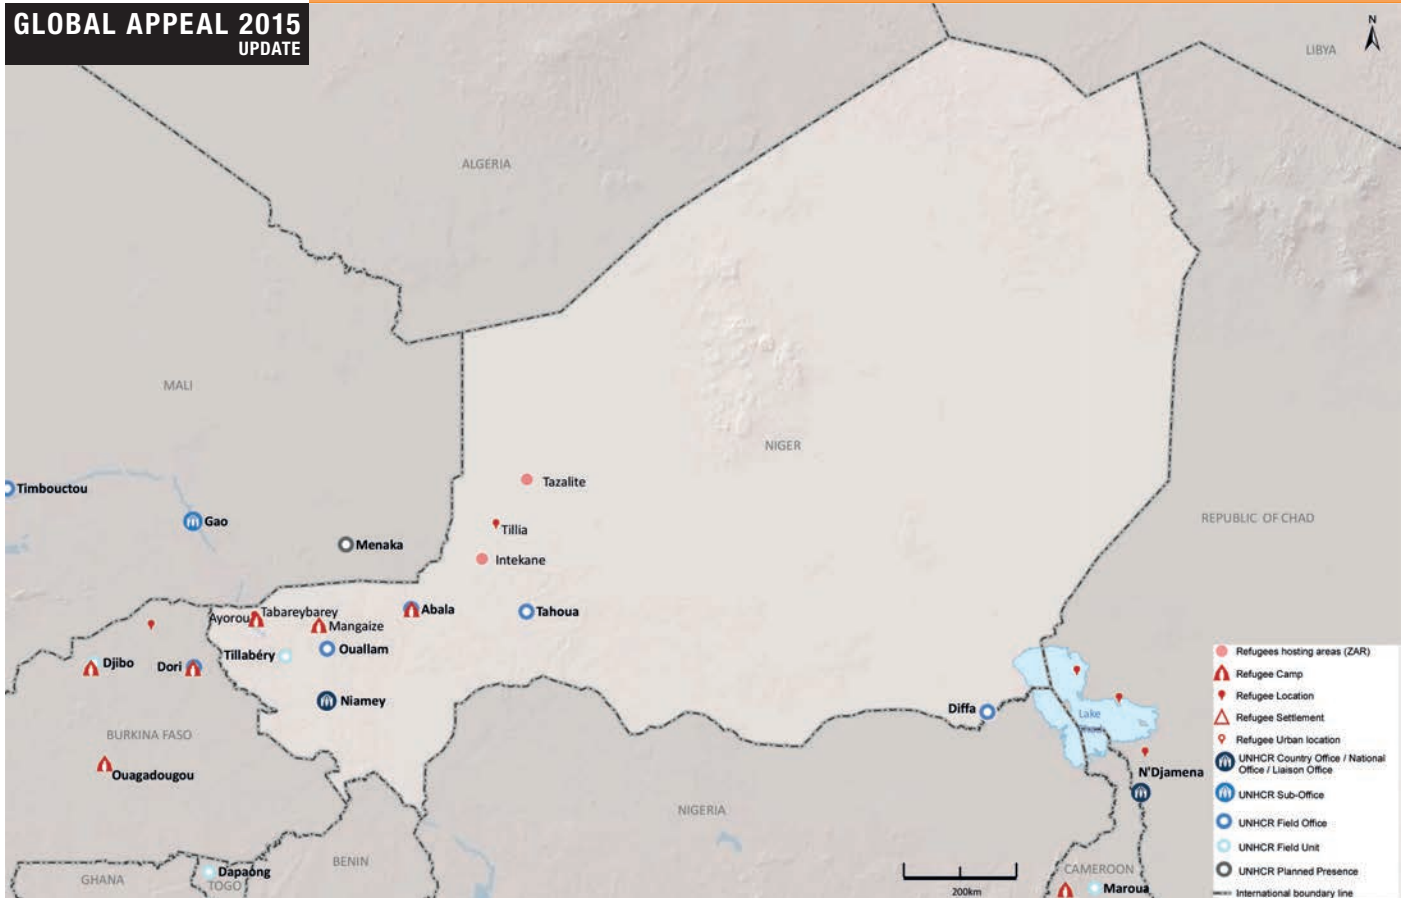 GLOBAL APPEAL 2015
UPDATE
N
LIBYA
ALGERIA
MALI
NIGER
Tazalite
Timbouctou
Gao
Tillia
REPUBLIC OF CHAD
Menaka
Intekane
Abala
Tahoua
Ayorou
Tabareybarey
Mangaize
Ouallam
Tillabéry
Djibo
Dori
Niamey
Diffa
Lake
BURKINA FASO
Ouagadougou
N'Djamena
NIGERIA
BENIN
Dapaong
TOGO
GHANA
200km
CAMEROON
Maroua
Refugees hosting areas (ZAR)
Refugee Camp
Refugee Location
Refugee Settlement
Refugee Urban location
UNHCR Country Office / National
Office / Liaison Office
UNHCR Sub-Office
UNHCR Field Office
UNHCR Field Unit
UNHCR Planned Presence
International boundary line